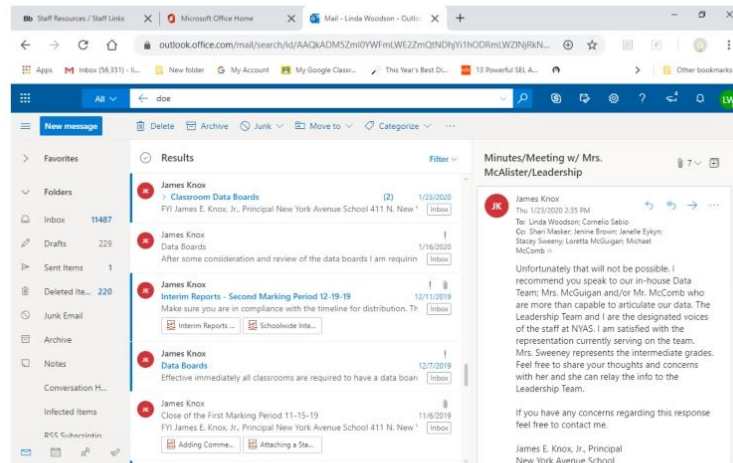 Bb Staff Resources / Staff Links
Microsoft Office Home
Mail - Linda Woodson - Outlo
outlook.office.com/mail/search/id/
Apps
Inbox (56,351) -
New folder
My Account
My Google Classr...
This Year's Best Di...
13 Powerful SEL A...
Other bookmarks
All
doe
LW
New message
Delete
Archive
Junk
Move to
Categorize
Favorites
Folders
Inbox 11487
Drafts 229
Sent Items 1
Deleted Ite... 220
Junk Email
Archive
Notes
Conversation H...
Infected Items
RSS Subscriptio
Results
Filter
JK
James Knox
Classroom Data Boards (2) 1/23/2020
FYI James E. Knox, Jr., Principal New York Avenue School 411 N. New Inbox
JK
James Knox
Data Boards 1/16/2020
After some consideration and review of the data boards I am requirin Inbox
JK
James Knox
Interim Reports - Second Marking Period 12-19-19 12/11/2019
Make sure you are in compliance with the timeline for distribution. Th Inbox
Interim Reports ...
Schoolwide Inte...
JK
James Knox
Data Boards 12/7/2019
Effective immediately all classrooms are required to have a data boar Inbox
JK
James Knox
Close of the First Marking Period 11-15-19 11/6/2019
FYI James E. Knox, Jr., Principal New York Avenue School 411 N. New Inbox
Adding Comme...
Attaching a Sta...
Minutes/Meeting w/ Mrs.
McAlister/Leadership
7
JK
James Knox
Thu 1/23/2020 2:35 PM
To: Linda Woodson; Cornelio Sabio
Cc: Shari Masker; Jenine Brown; Janelle Eykyn;
Stacey Sweeny; Loretta McGuigan; Michael
McComb
Unfortunately that will not be possible. I
recommend you speak to our in-house Data
Team; Mrs. McGuigan and/or Mr. McComb who
are more than capable to articulate our data. The
Leadership Team and I are the designated voices
of the staff at NYAS. I am satisfied with the
representation currently serving on the team.
Mrs. Sweeney represents the intermediate grades.
Feel free to share your thoughts and concerns
with her and she can relay the info to the
Leadership Team.
If you have any concerns regarding this response
feel free to contact me.
James E. Knox, Jr., Principal
New York Avenue School